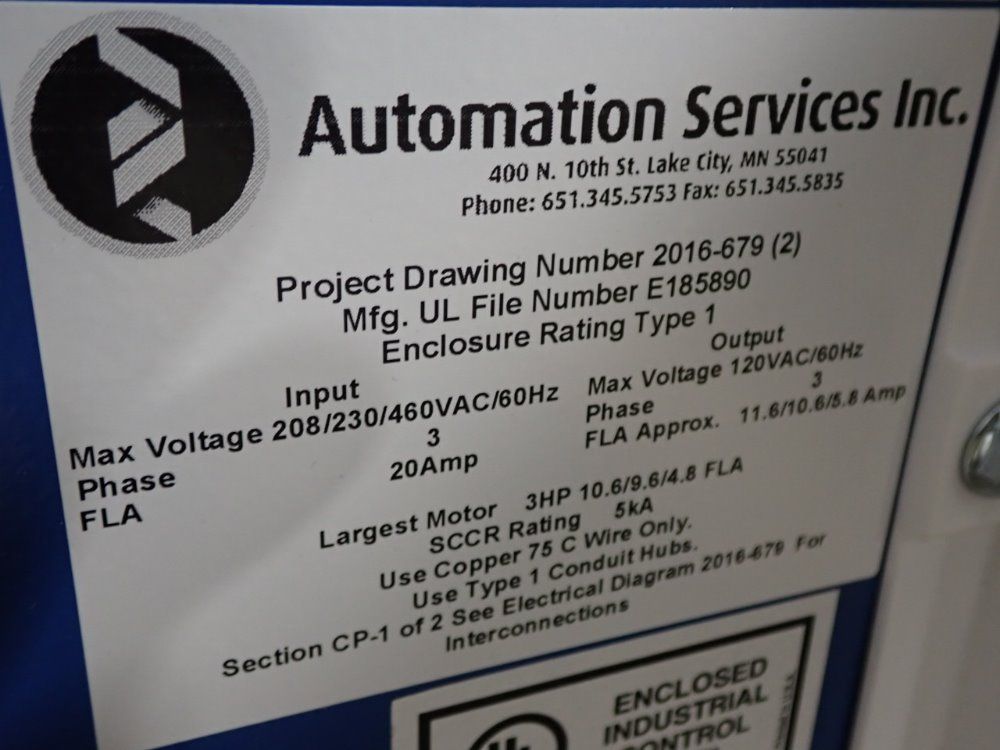 Automation Services Inc.
400 N. 10th St. Lake City, MN 55041
Phone: 651.345.5753 Fax: 651.345.5835
Project Drawing Number 2016-679 (2)
Mfg. UL File Number E185890
Enclosure Rating Type 1
Input
Max Voltage 208/230/460VAC/60Hz
Phase 3
FLA 20Amp
Output
Max Voltage 120VAC/60Hz
Phase 3
FLA Approx. 11.6/10.6/5.8 Amp
Largest Motor 3HP 10.6/9.6/4.8 FLA
SCCR Rating 5kA
Use Copper 75 C Wire Only.
Use Type 1 Conduit Hubs.
Section CP-1 of 2 See Electrical Diagram 2016-679 For
Interconnections
UL
ENCLOSED
INDUSTRIAL
CONTROL